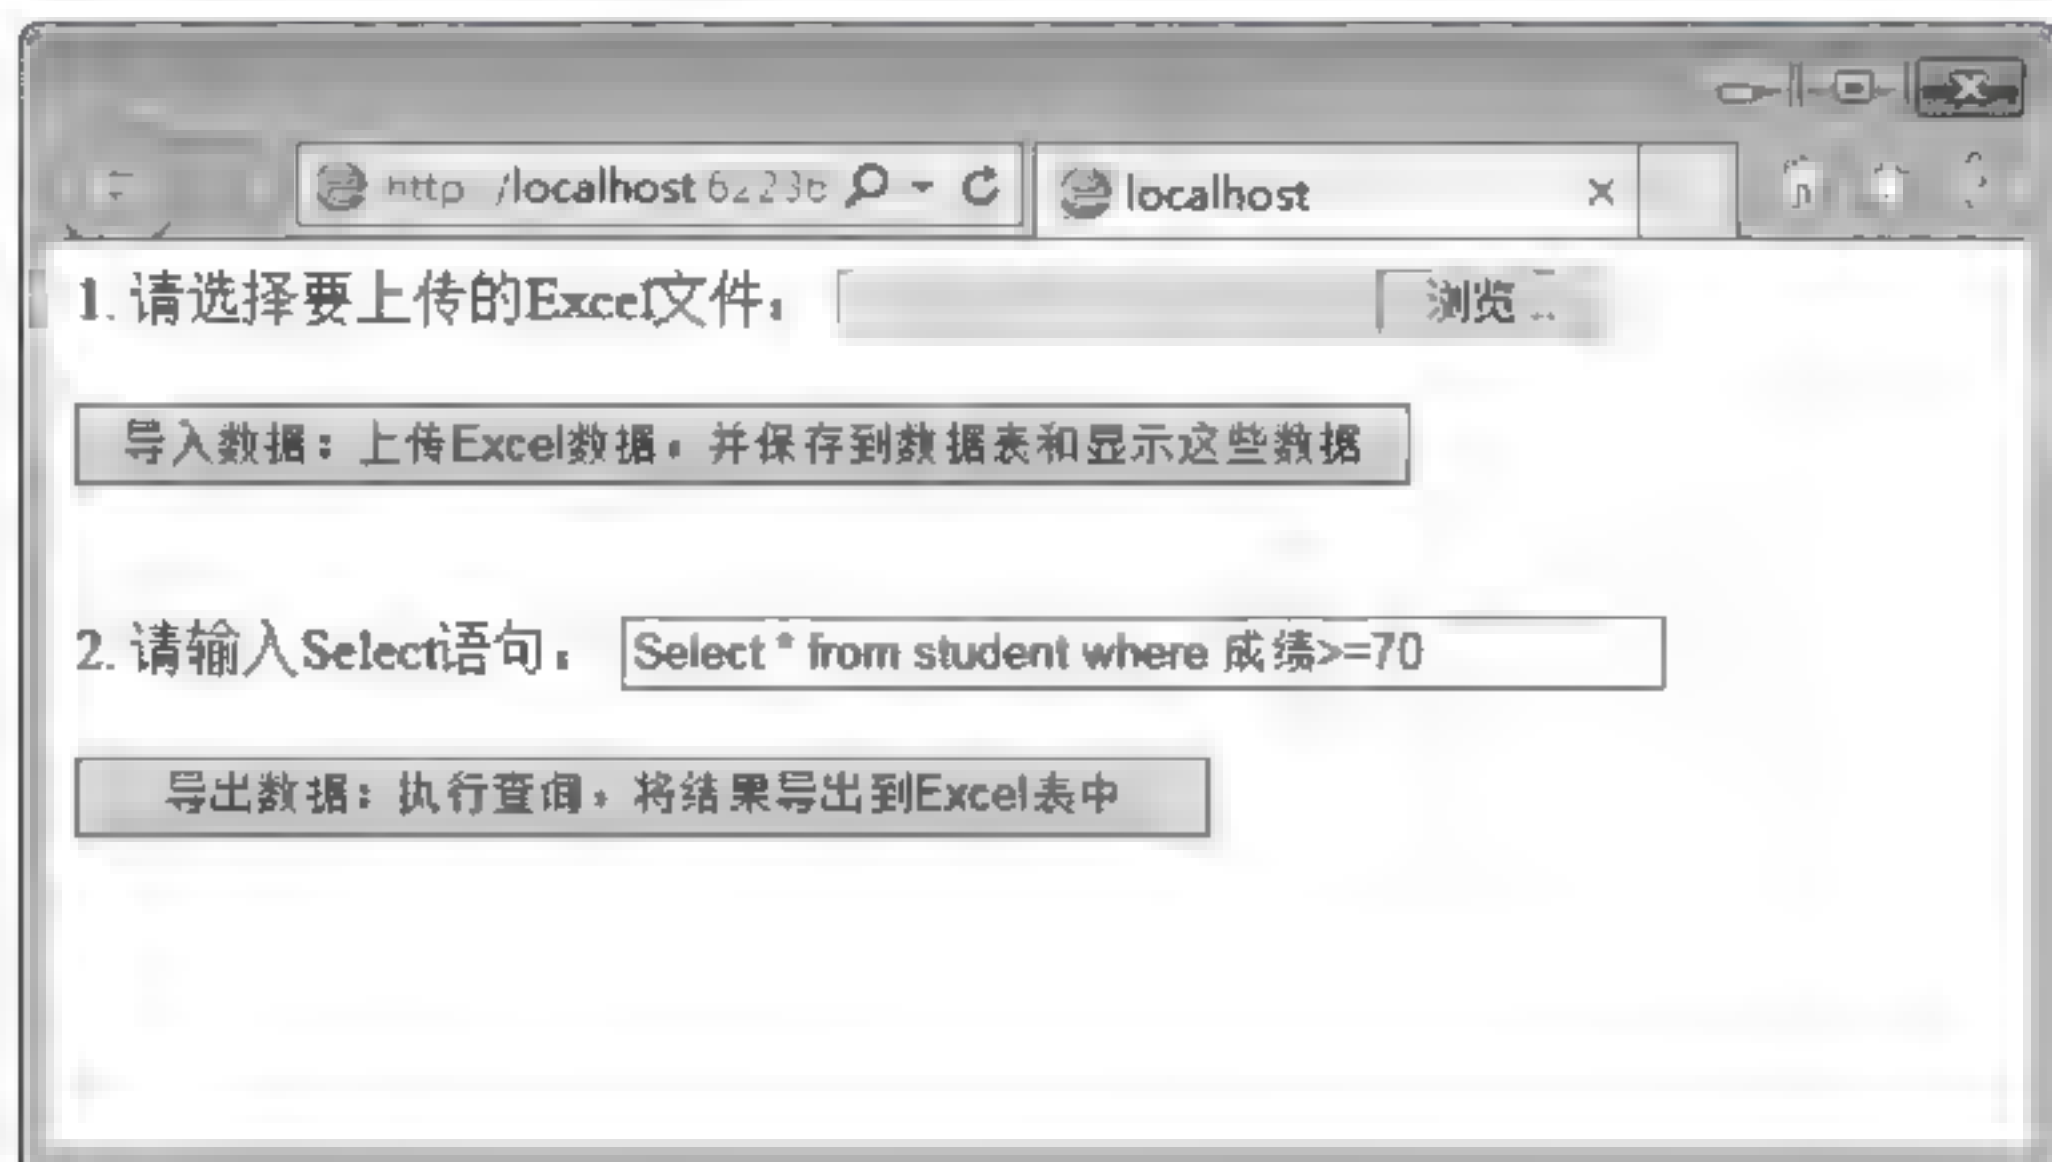 http /localhost 6223 localhost
1. 请选择要上传的Excel文件： 浏览...
导入数据：上传Excel数据，并保存到数据表和显示这些数据
2. 请输入Select语句： Select * from student where 成绩>=70
导出数据：执行查询，将结果导出到Excel表中